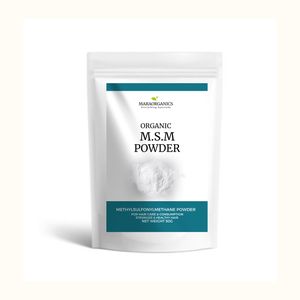 MARAORGANICS
ORGANIC
M.S.M
POWDER
METHYLSULFONYLMETHANE POWDER
FOR HAIR CARE & CONSUMPTION
STRONGER & HEALTHY HAIR
NET WEIGHT 50G